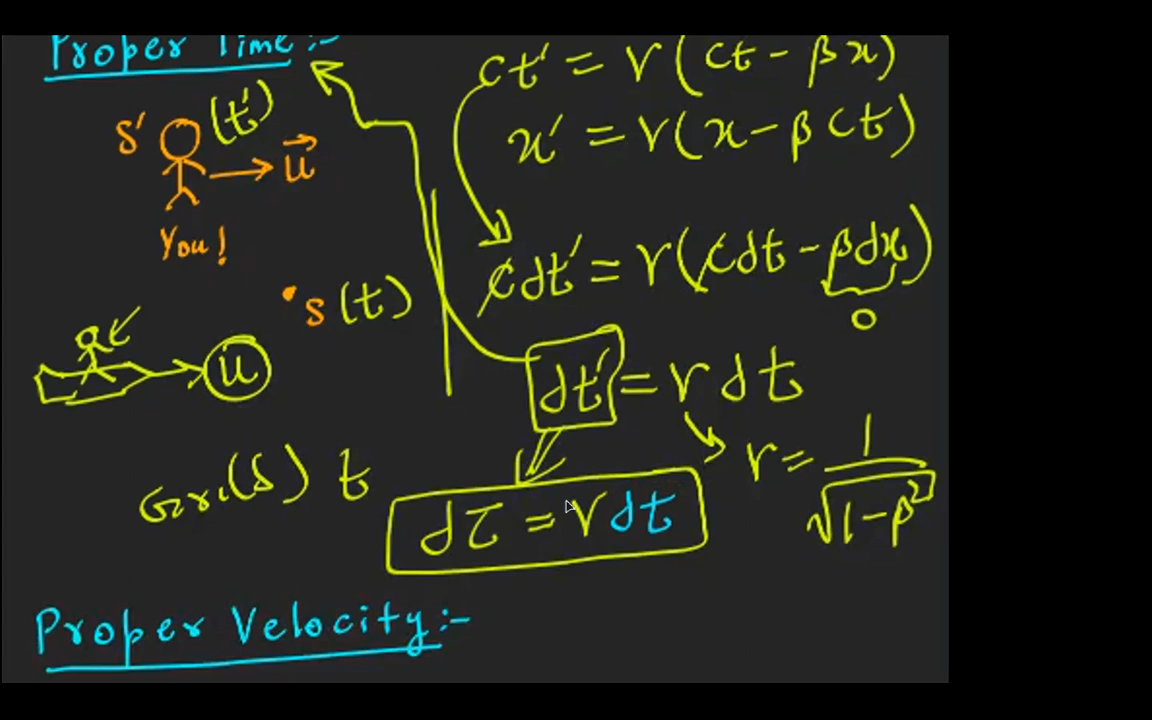 Proper Time :-
S' (t')
u
You!
S (t)
u
Gr.(S) t
ct' = γ(ct - βx)
x' = γ(x - βct)
cdt' = γ(cdt - βdx)
0
dt' = γdt
γ = 1/√1-β²
dτ = γdt
Proper Velocity :-